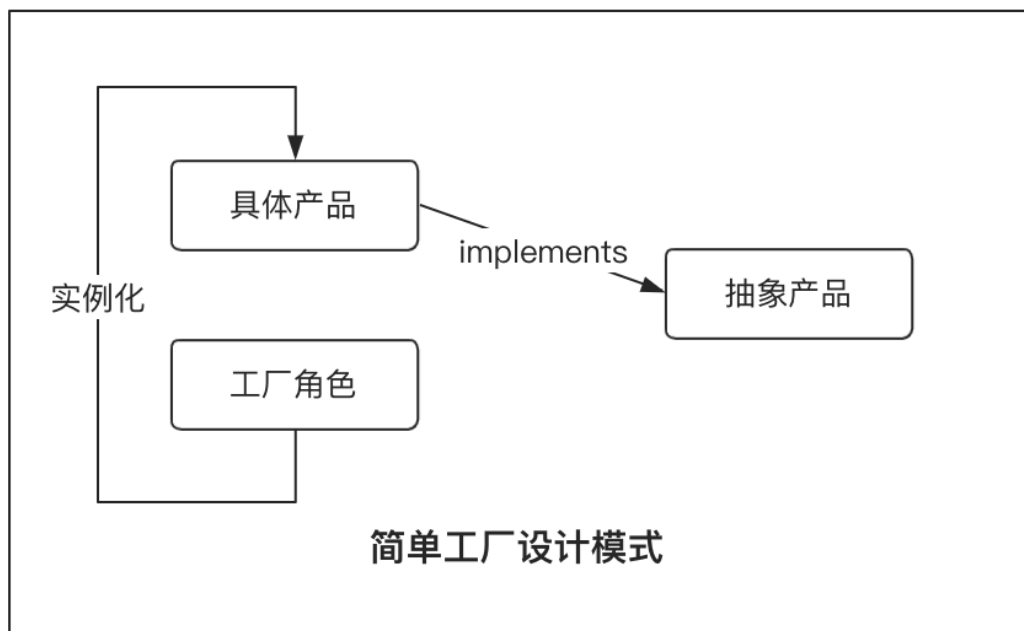 具体产品
implements
抽象产品
实例化
工厂角色
简单工厂设计模式